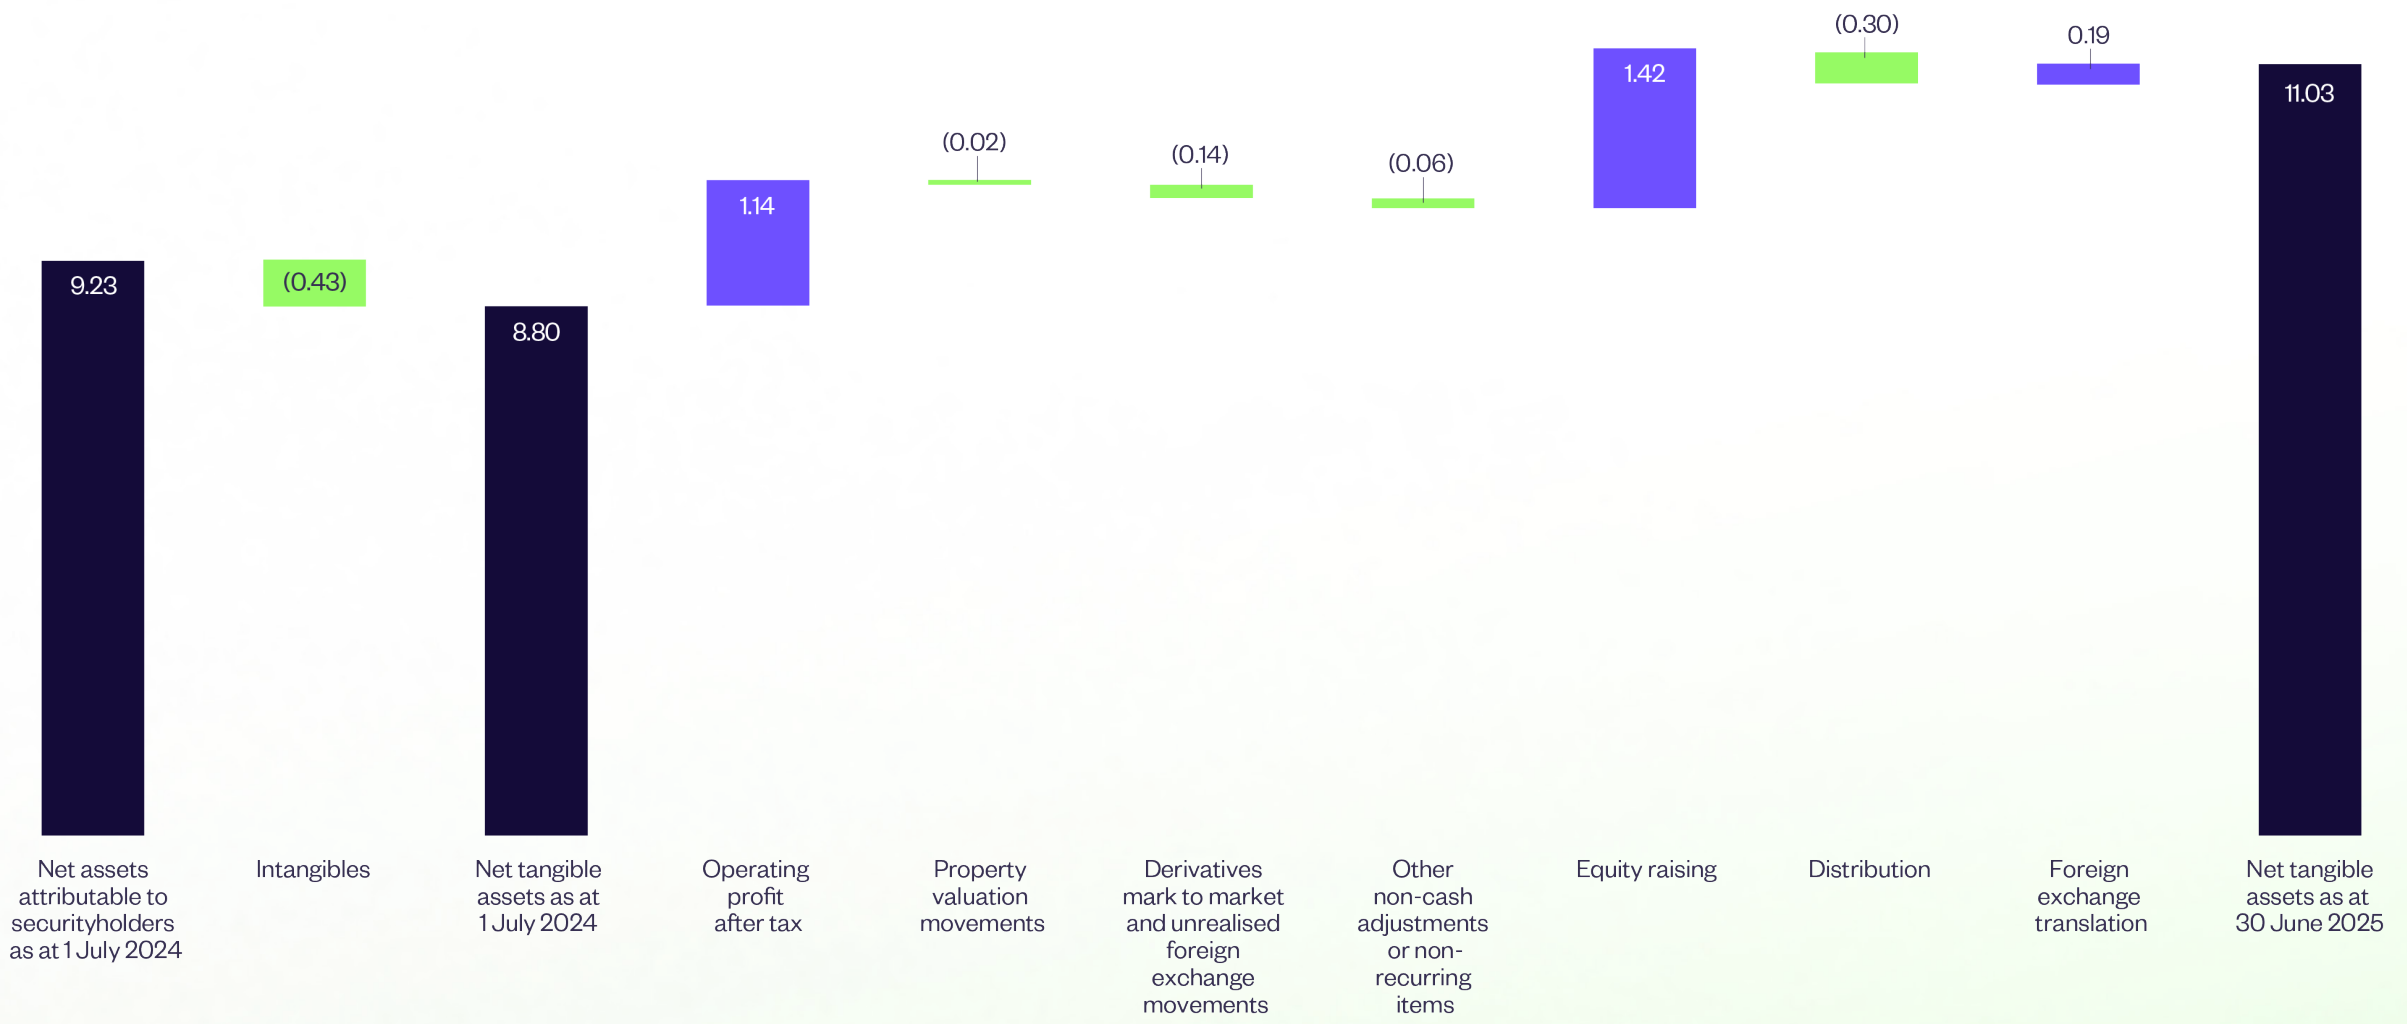 9.23
(0.43)
8.80
1.14
(0.02)
(0.14)
(0.06)
1.42
(0.30)
0.19
11.03
Net assets
attributable to
securityholders
as at 1 July 2024
Intangibles
Net tangible
assets as at
1 July 2024
Operating
profit
after tax
Property
valuation
movements
Derivatives
mark to market
and unrealised
foreign
exchange
movements
Other
non-cash
adjustments
or non-
recurring
items
Equity raising
Distribution
Foreign
exchange
translation
Net tangible
assets as at
30 June 2025